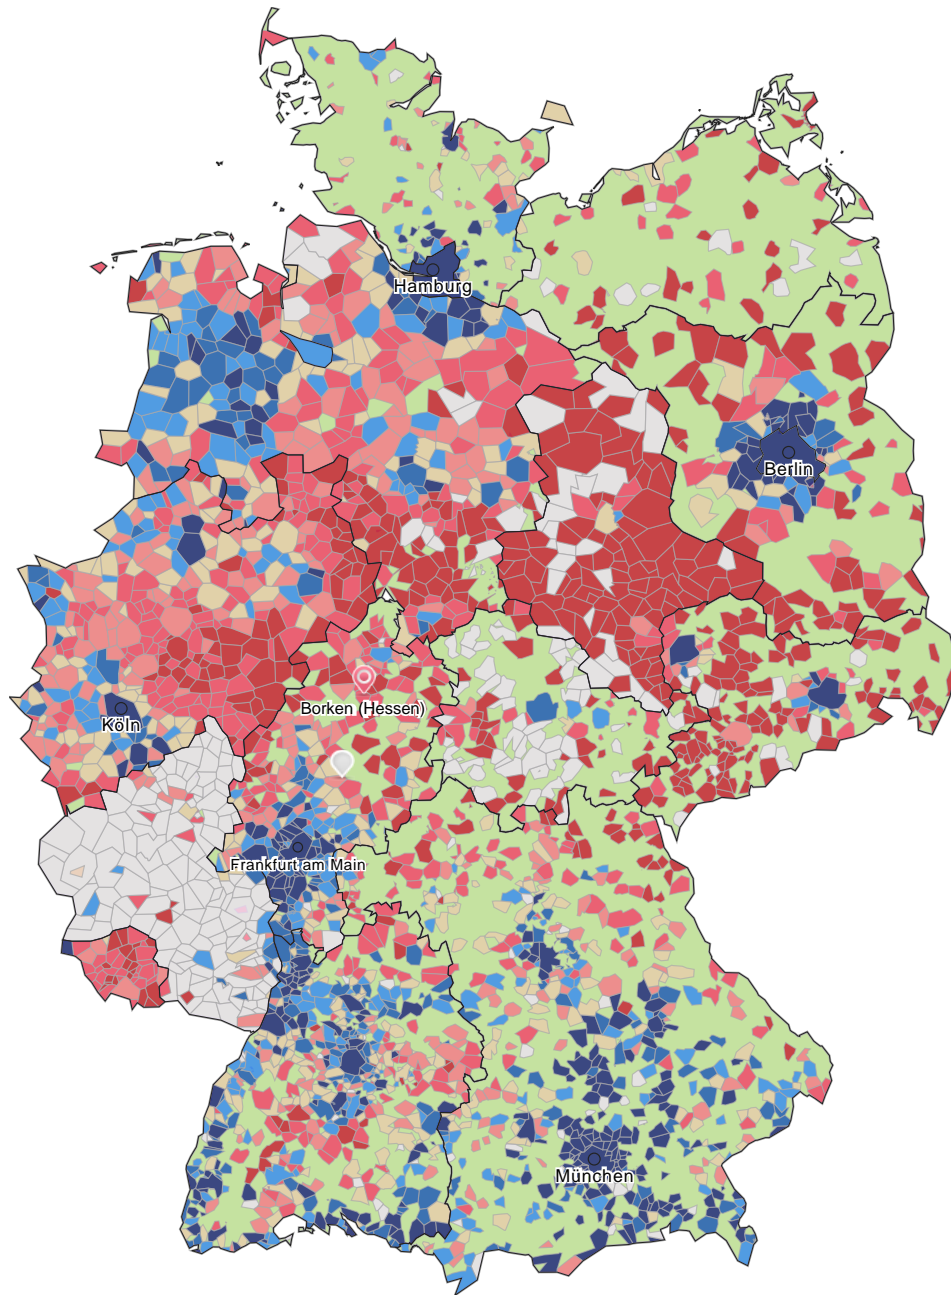 Hamburg
Berlin
Borken (Hessen)
Köln
Frankfurt am Main
München